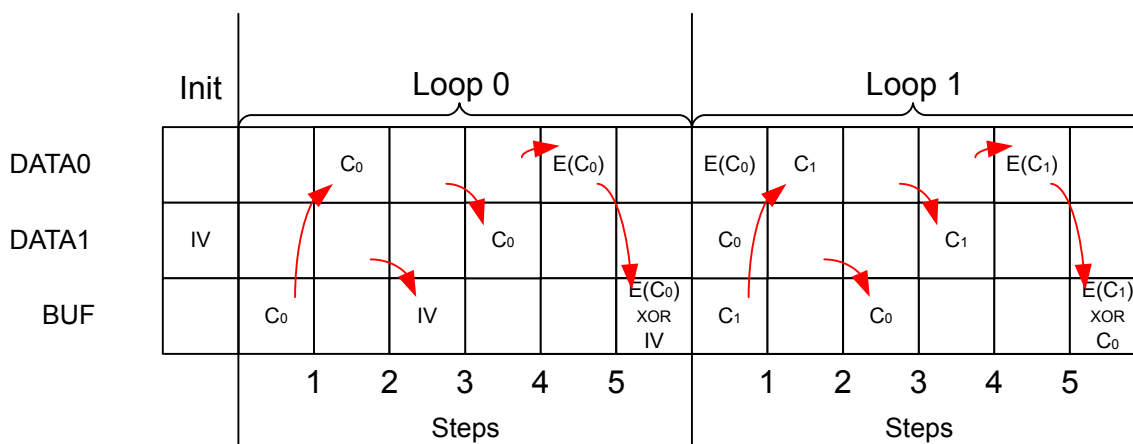 Init Loop 0 Loop 1
DATA0 C₀ E(C₀) E(C₀) C₁ E(C₁)
DATA1 IV C₀ C₀ C₁
BUF C₀ IV E(C₀) XOR IV C₁ C₀ E(C₁) XOR C₀
1 2 3 4 5 1 2 3 4 5
Steps Steps